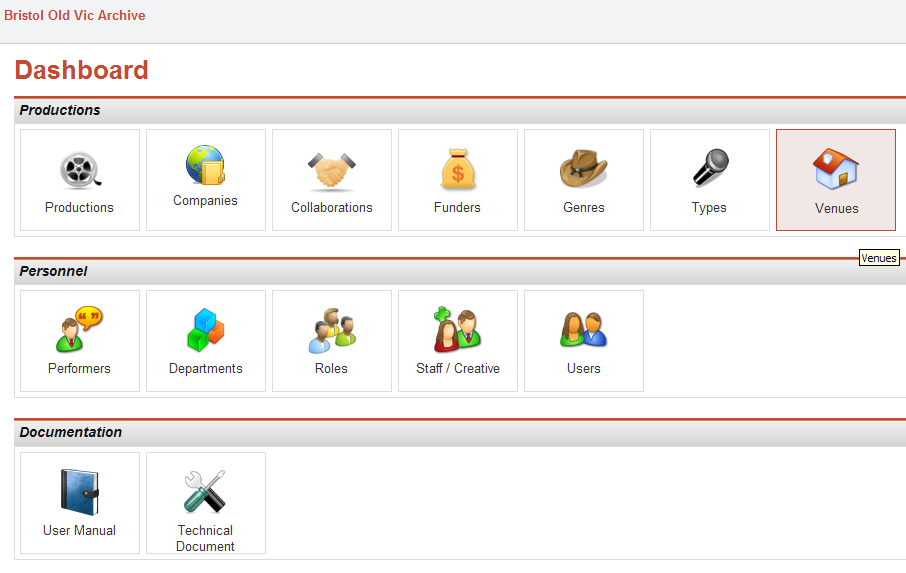 Bristol Old Vic Archive
Dashboard
Productions
Productions
Companies
Collaborations
$
Funders
Genres
Types
Venues
Venues
Personnel
Performers
Departments
Roles
Staff / Creative
Users
Documentation
User Manual
Technical
Document